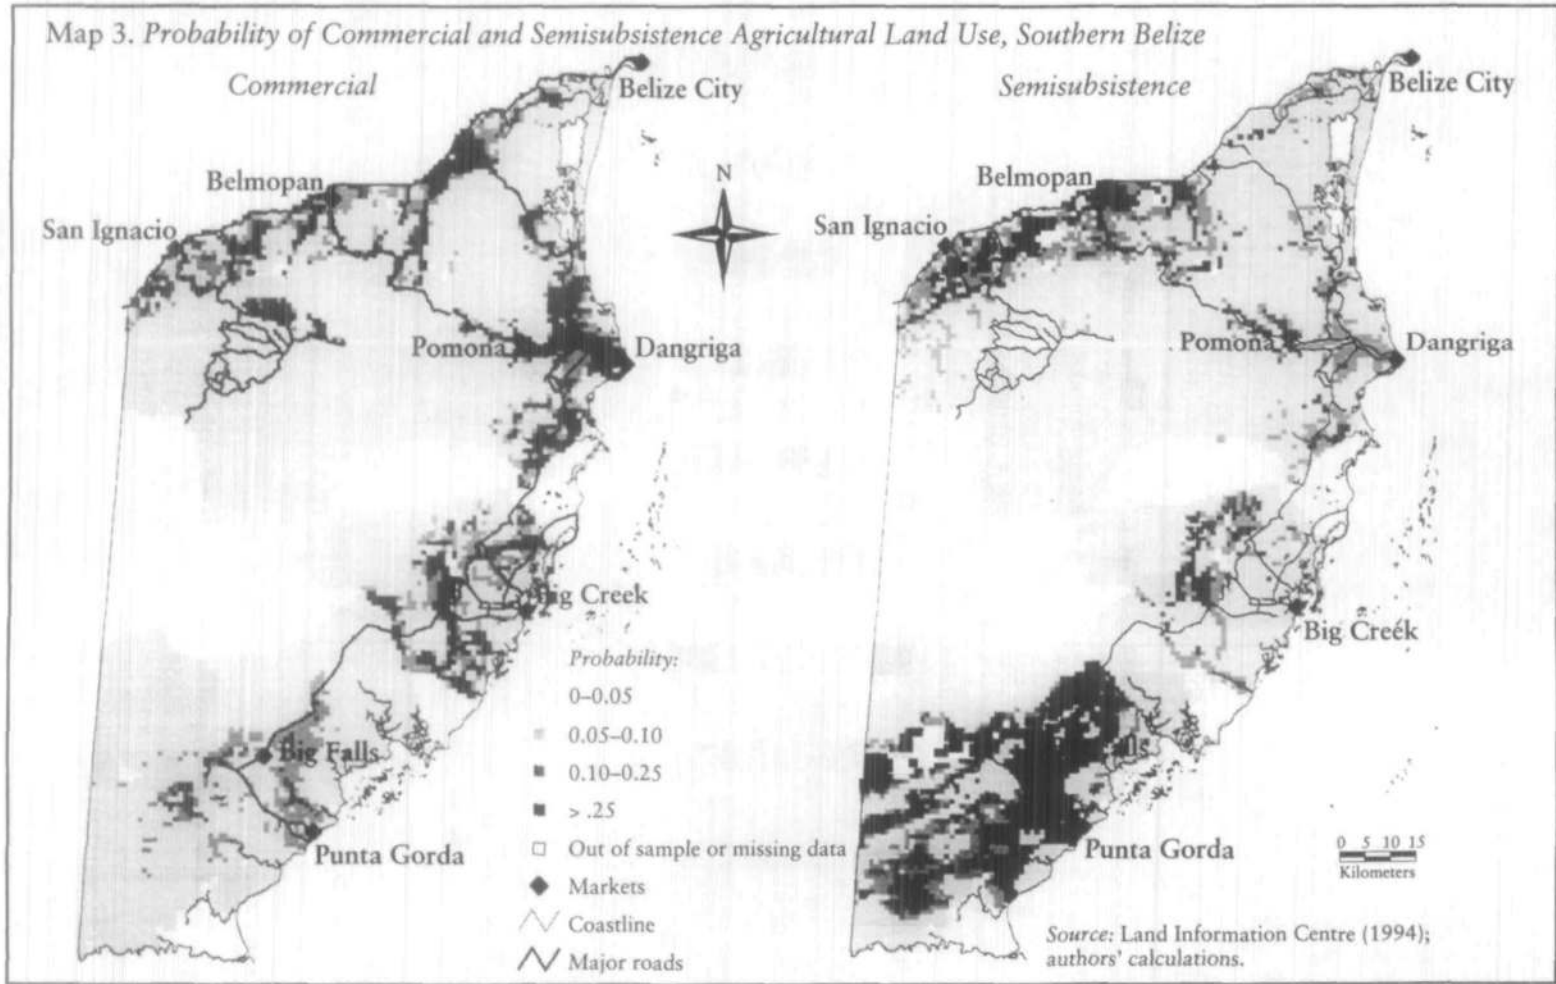 Map 3. Probability of Commercial and Semisubsistence Agricultural Land Use, Southern Belize
Commercial
Belize City
Belmopan
San Ignacio
N
Pomona
Dangriga
Big Creek
Big Falls
Punta Gorda
Probability:
0–0.05
0.05–0.10
0.10–0.25
> .25
Out of sample or missing data
Markets
Coastline
Major roads
Semisubsistence
Belize City
Belmopan
San Ignacio
Pomona
Dangriga
Big Creek
Punta Gorda
0 5 10 15
Kilometers
Source: Land Information Centre (1994);
authors' calculations.